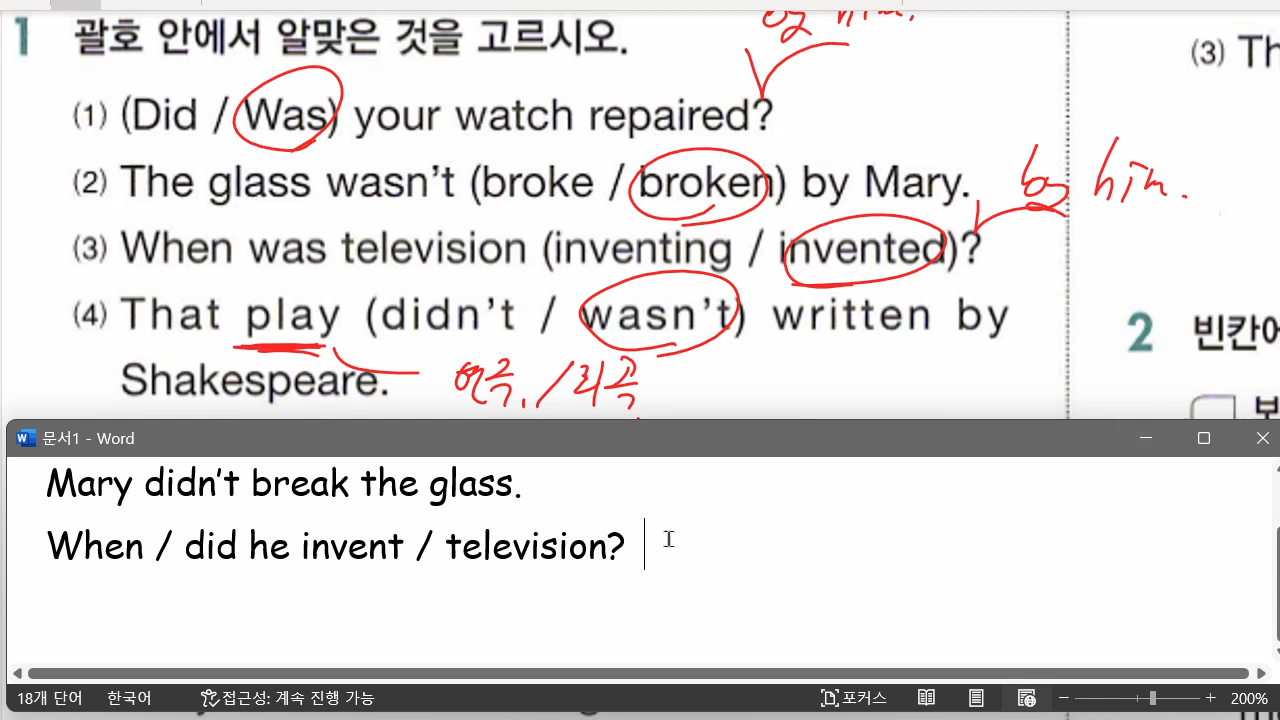 by him.
1 괄호 안에서 알맞은 것을 고르시오.
(1) (Did / Was) your watch repaired?
(2) The glass wasn't (broke / broken) by Mary.
by him.
(3) When was television (inventing / invented)?
(4) That play (didn't / wasn't) written by
Shakespeare.
연극, / 희곡
(3) Th
2 빈칸에
보
문서1 - Word
Mary didn't break the glass.
When / did he invent / television?
18개 단어 한국어 접근성: 계속 진행 가능 포커스 200%